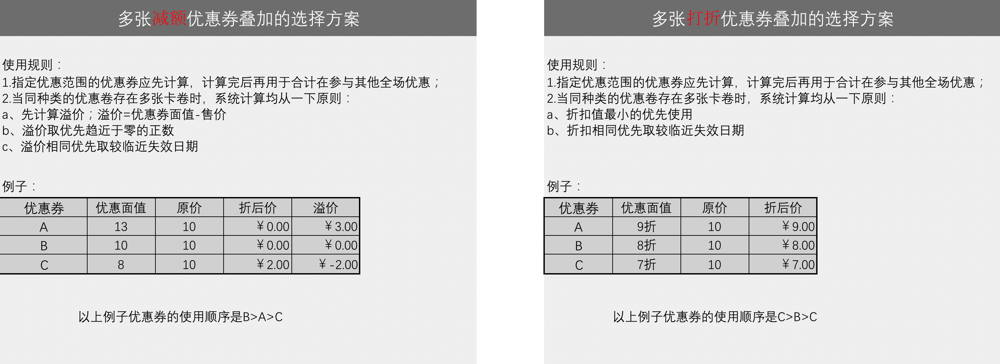 多张减额优惠券叠加的选择方案
使用规则：
1.指定优惠范围的优惠券应先计算，计算完后再用于合计在参与其他全场优惠；
2.当同种类的优惠卷存在多张卡卷时，系统计算均从一下原则：
a、先计算溢价；溢价=优惠券面值-售价
b、溢价取优先趋近于零的正数
c、溢价相同优先取较临近失效日期
例子：
优惠券 优惠面值 原价 折后价 溢价
A 13 10 ￥0.00 ￥3.00
B 10 10 ￥0.00 ￥0.00
C 8 10 ￥2.00 ￥-2.00
以上例子优惠券的使用顺序是B>A>C
多张打折优惠券叠加的选择方案
使用规则：
1.指定优惠范围的优惠券应先计算，计算完后再用于合计在参与其他全场优惠；
2.当同种类的优惠卷存在多张卡卷时，系统计算均从一下原则：
a、折扣值最小的优先使用
b、折扣相同优先取较临近失效日期
例子：
优惠券 优惠面值 原价 折后价
A 9折 10 ￥9.00
B 8折 10 ￥8.00
C 7折 10 ￥7.00
以上例子优惠券的使用顺序是C>B>C